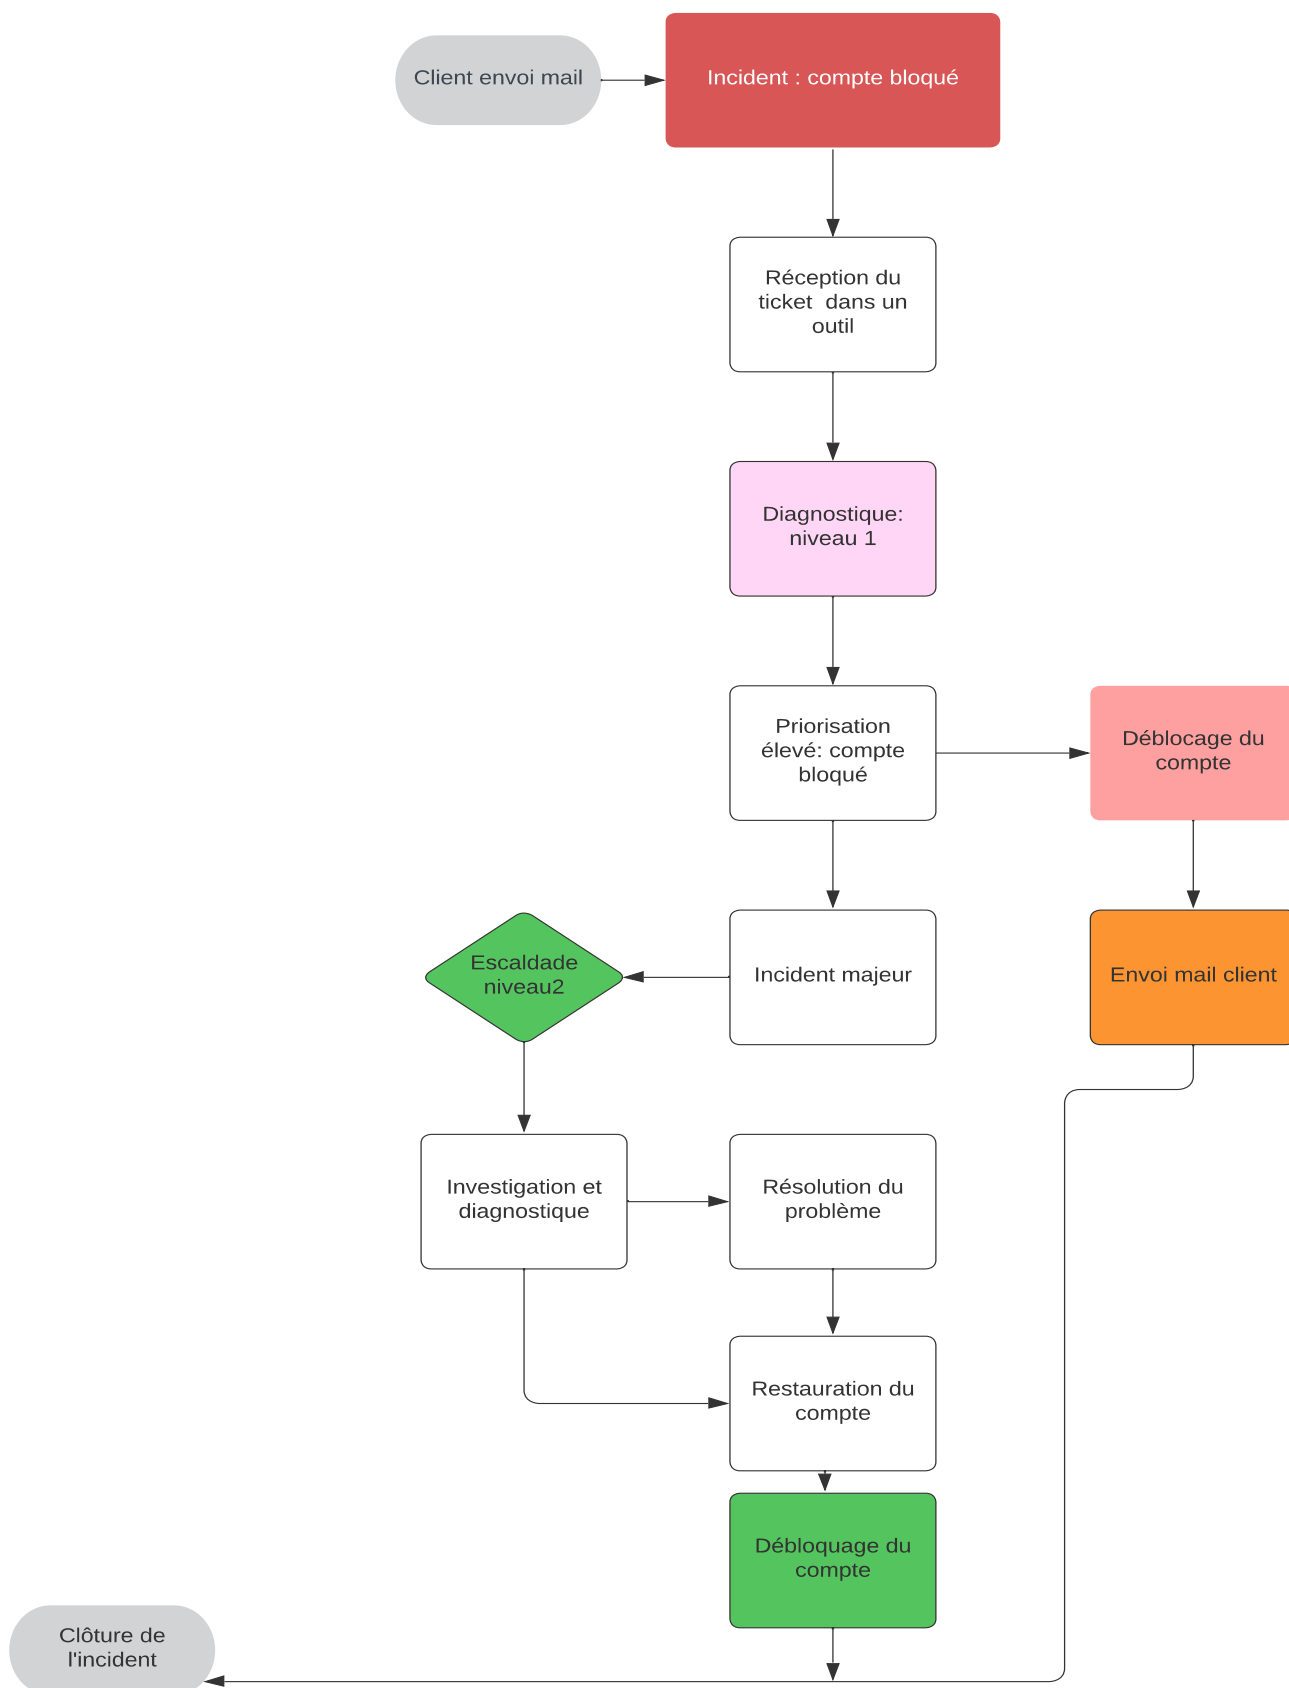 Client envoi mail
Incident : compte bloqué
Réception du
ticket  dans un
outil
Diagnostique:
niveau 1
Priorisation
élevé: compte
bloqué
Déblocage du
compte
Escaldade
niveau2
Incident majeur
Envoi mail client
Investigation et
diagnostique
Résolution du
problème
Restauration du
compte
Débloquage du
compte
Clôture de
l'incident